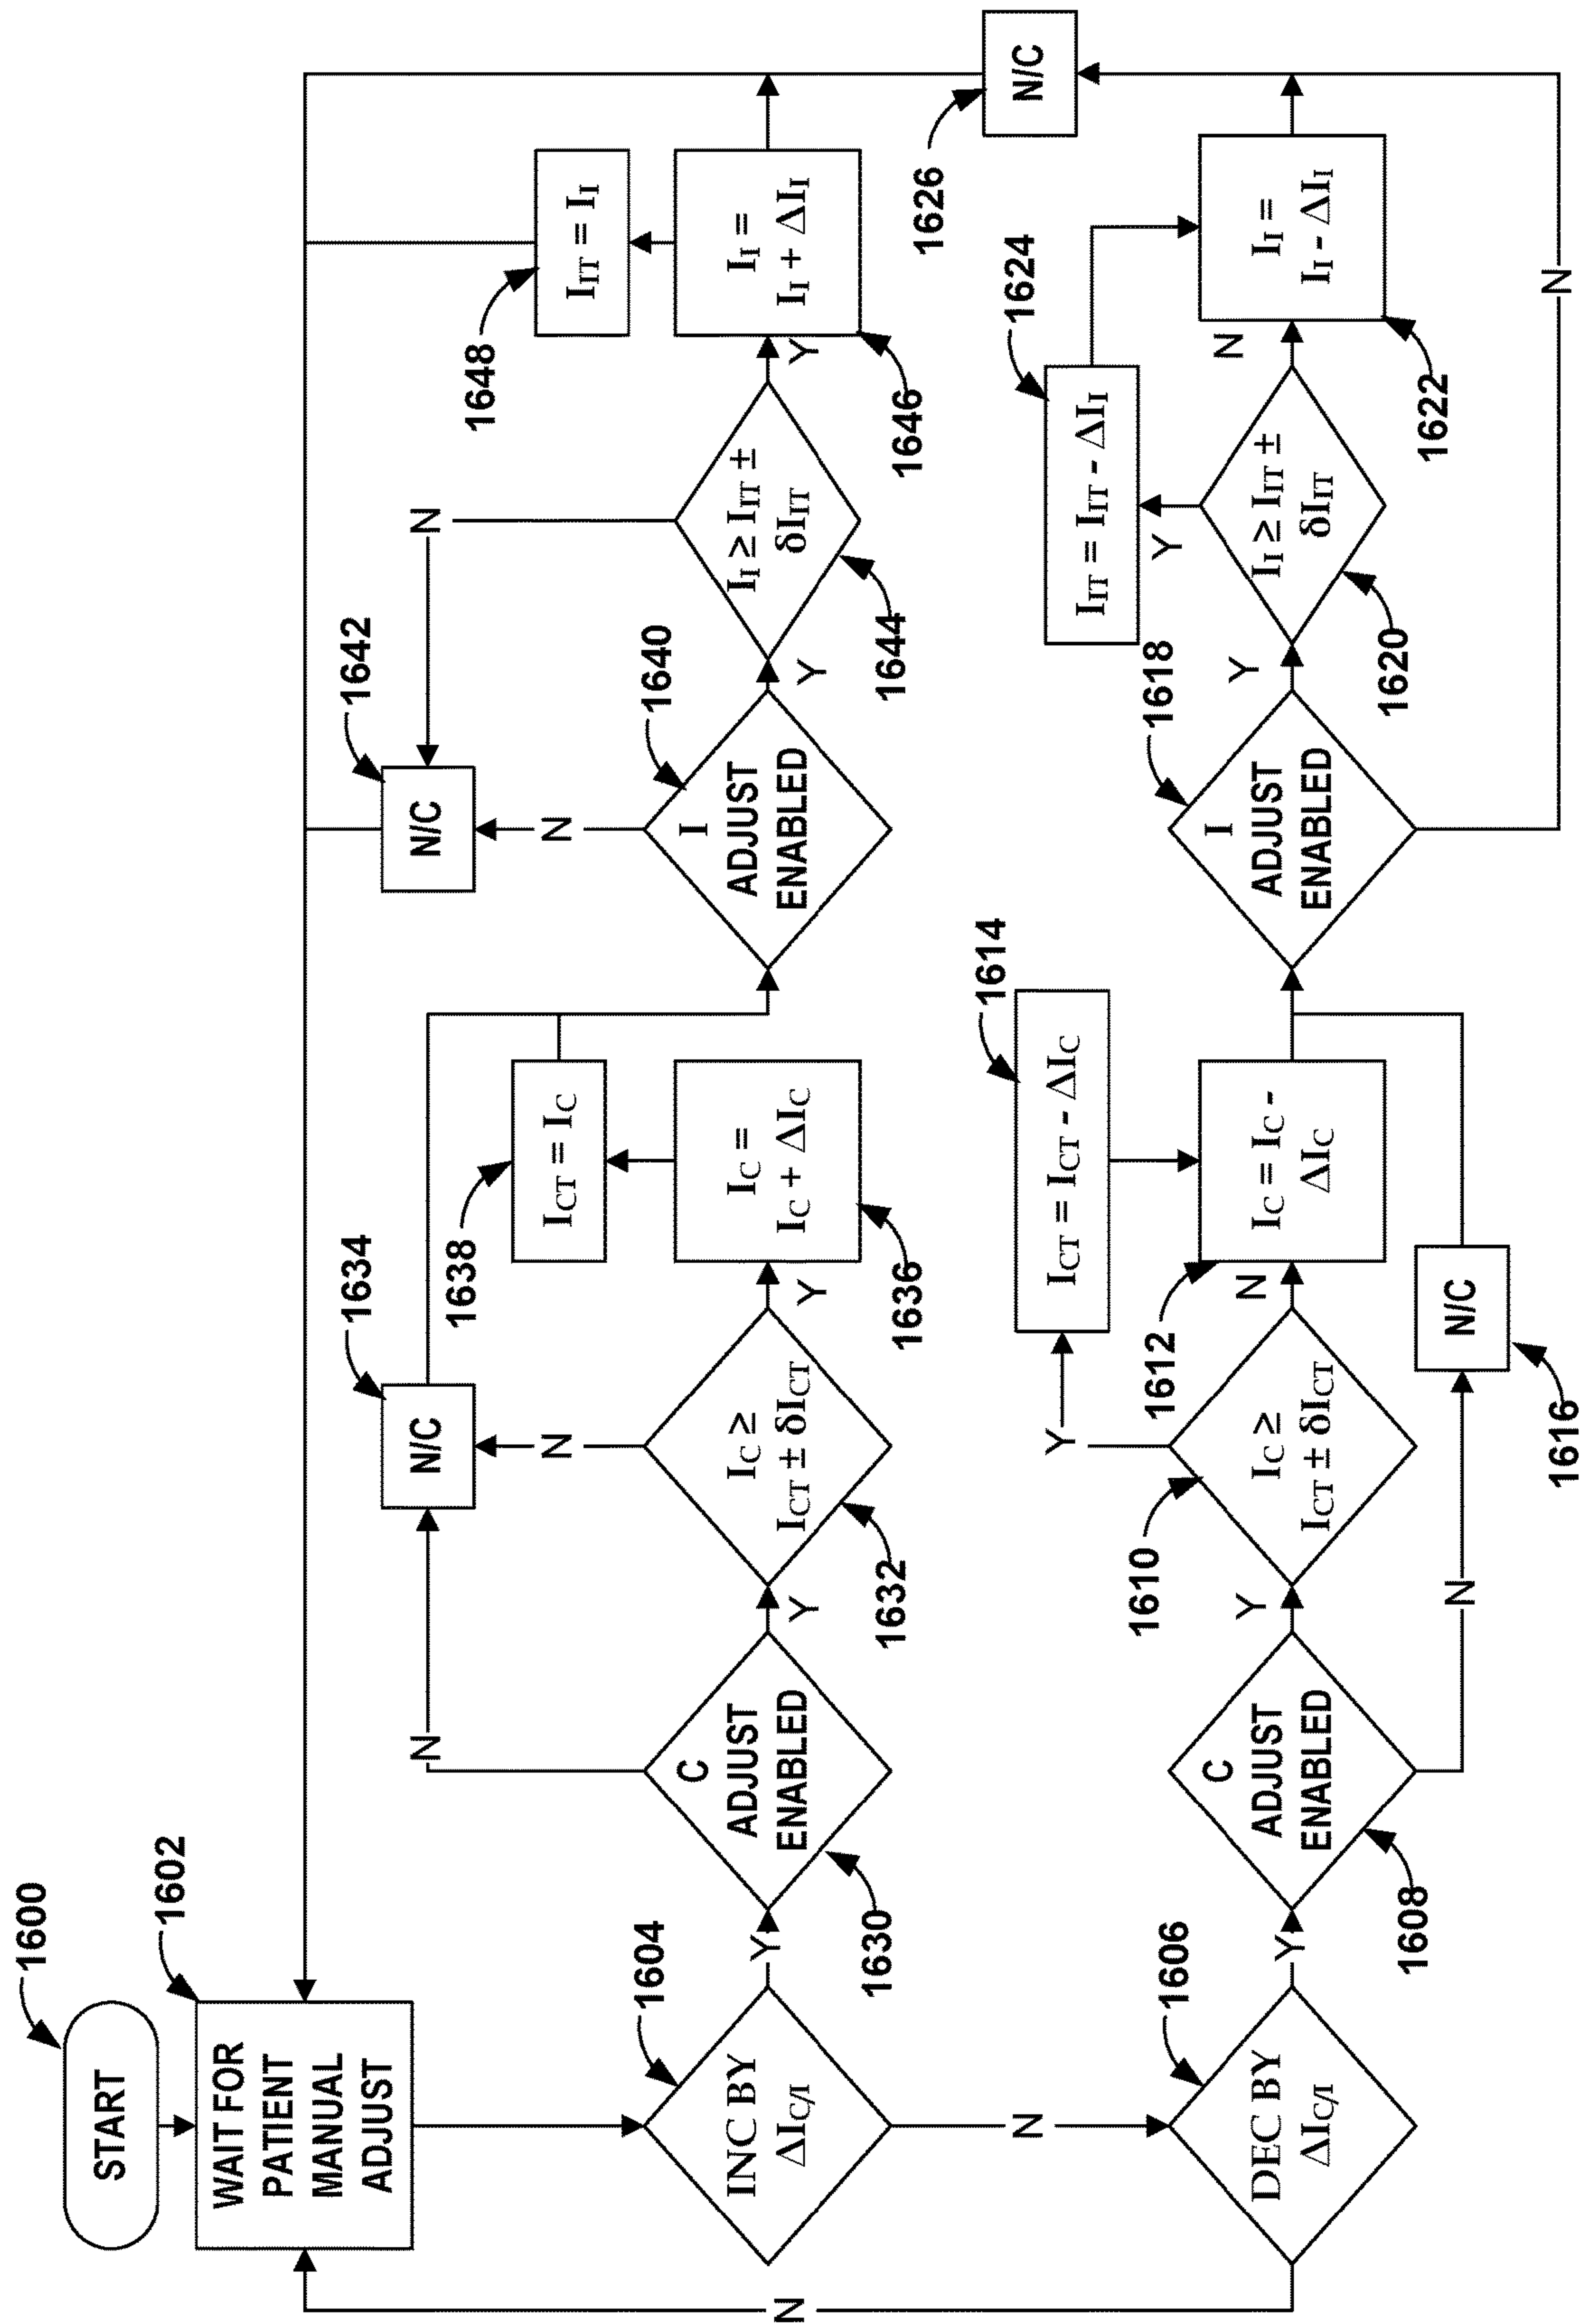 START
1600
WAIT FOR
PATIENT
MANUAL
ADJUST
1602
INC BY
ΔI_C/I
1604
Y
N
C
ADJUST
ENABLED
1630
N
Y
I_C ≥
I_CT ± δI_CT
1632
N
Y
N/C
1634
I_C =
I_C + ΔI_C
1636
I_CT = I_C
1638
I
ADJUST
ENABLED
1640
N
Y
N/C
1642
I_I ≥ I_IT ±
δI_IT
1644
N
Y
I_I =
I_I + ΔI_I
1646
I_IT = I_I
1648
DEC BY
ΔI_C/I
1606
N
Y
C
ADJUST
ENABLED
1608
Y
N
I_C ≥
I_CT ± δI_CT
1610
Y
N
I_C = I_C -
ΔI_C
1612
I_CT = I_CT - ΔI_C
1614
N/C
1616
I
ADJUST
ENABLED
1618
Y
N
I_I ≥ I_IT ±
δI_IT
1620
Y
N
I_I =
I_I - ΔI_I
1622
I_IT = I_IT - ΔI_I
1624
N/C
1626